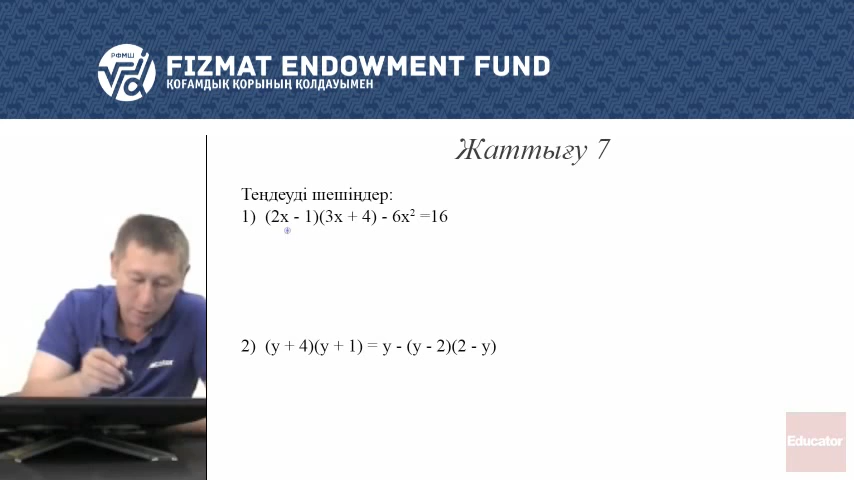 РФМШ
FIZMAT ENDOWMENT FUND
ҚОҒАМДЫҚ ҚОРЫНЫҢ ҚОЛДАУЫМЕН
Жаттығу 7
Теңдеуді шешіңдер:
1) (2x - 1)(3x + 4) - 6x² =16
2) (y + 4)(y + 1) = y - (y - 2)(2 - y)
Educator